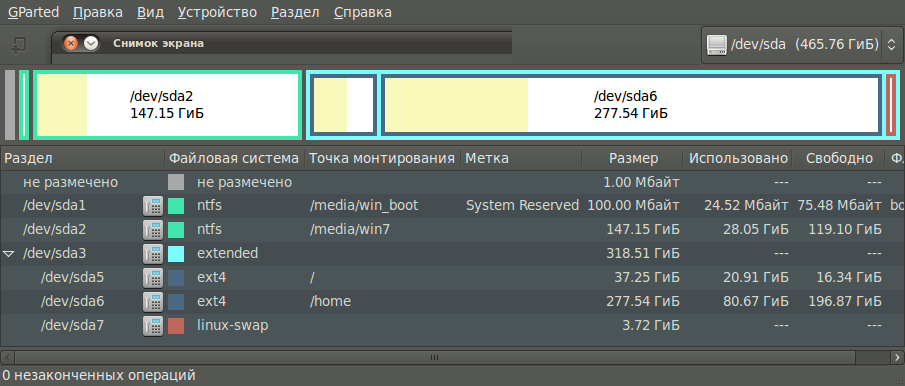 GParted Правка Вид Устройство Раздел Справка
Снимок экрана
/dev/sda (465.76 ГиБ)
/dev/sda2
147.15 ГиБ
/dev/sda6
277.54 ГиБ
Раздел Файловая система Точка монтирования Метка Размер Использовано Свободно Ф
не размечено не размечено 1.00 Мбайт --- ---
/dev/sda1 ntfs /media/win_boot System Reserved 100.00 Мбайт 24.52 Мбайт 75.48 Мбайт bo
/dev/sda2 ntfs /media/win7 147.15 ГиБ 28.05 ГиБ 119.10 ГиБ
/dev/sda3 extended 318.51 ГиБ --- ---
/dev/sda5 ext4 / 37.25 ГиБ 20.91 ГиБ 16.34 ГиБ
/dev/sda6 ext4 /home 277.54 ГиБ 80.67 ГиБ 196.87 ГиБ
/dev/sda7 linux-swap 3.72 ГиБ --- ---
0 незаконченных операций